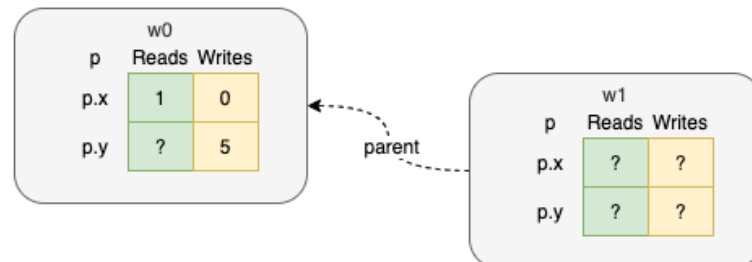 w0
p Reads Writes
p.x 1 0
p.y ? 5
parent
w1
p Reads Writes
p.x ? ?
p.y ? ?